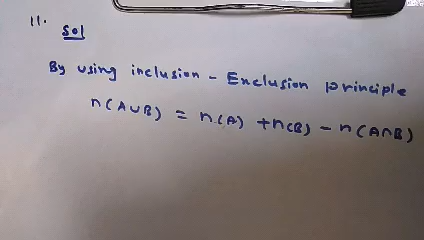 11.
Sol
By using inclusion - Exclusion principle
n(A∪B) = n(A) + n(B) - n(A∩B)